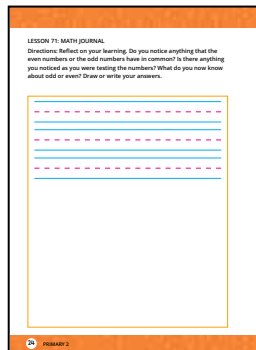 LESSON 71: MATH JOURNAL
Directions: Reflect on your learning. Do you notice anything that the
even numbers or the odd numbers have in common? Is there anything
you noticed as you were testing the numbers? What do you now know
about odd or even? Draw or write your answers.
24 PRIMARY 2